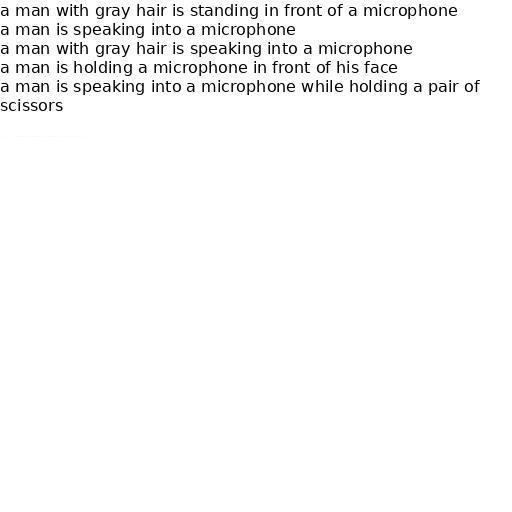 a man with gray hair is standing in front of a microphone
a man is speaking into a microphone
a man with gray hair is speaking into a microphone
a man is holding a microphone in front of his face
a man is speaking into a microphone while holding a pair of
scissors